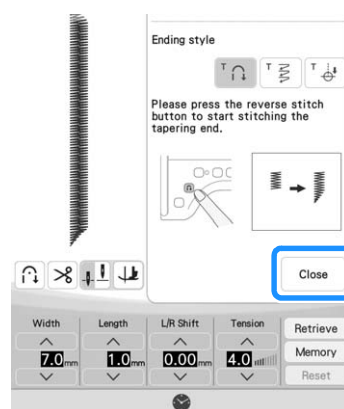 Ending style
T T T
Please press the reverse stitch
button to start stitching the
tapering end.
Close
Width Length L/R Shift Tension Retrieve
7.0mm 1.0mm 0.00mm 4.0 Memory
Reset